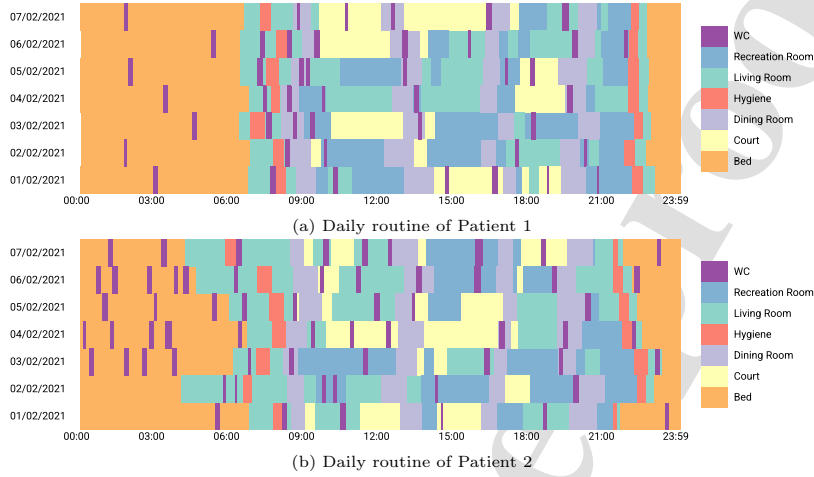 07/02/2021
06/02/2021
05/02/2021
04/02/2021
03/02/2021
02/02/2021
01/02/2021
00:00 03:00 06:00 09:00 12:00 15:00 18:00 21:00 23:59
WC
Recreation Room
Living Room
Hygiene
Dining Room
Court
Bed
(a) Daily routine of Patient 1
07/02/2021
06/02/2021
05/02/2021
04/02/2021
03/02/2021
02/02/2021
01/02/2021
00:00 03:00 06:00 09:00 12:00 15:00 18:00 21:00 23:59
WC
Recreation Room
Living Room
Hygiene
Dining Room
Court
Bed
(b) Daily routine of Patient 2